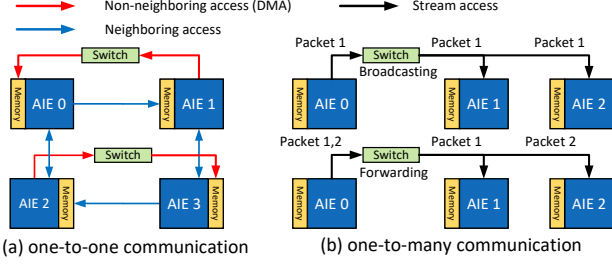 Non-neighboring access (DMA)
Stream access
Neighboring access
Switch
Memory
AIE 0
Memory
AIE 1
Switch
AIE 2
Memory
AIE 3
Memory
(a) one-to-one communication
Packet 1
Packet 1
Packet 1
Switch
Broadcasting
Memory
AIE 0
Memory
AIE 1
Memory
AIE 2
Packet 1,2
Packet 1
Packet 2
Switch
Forwarding
Memory
AIE 0
Memory
AIE 1
Memory
AIE 2
(b) one-to-many communication